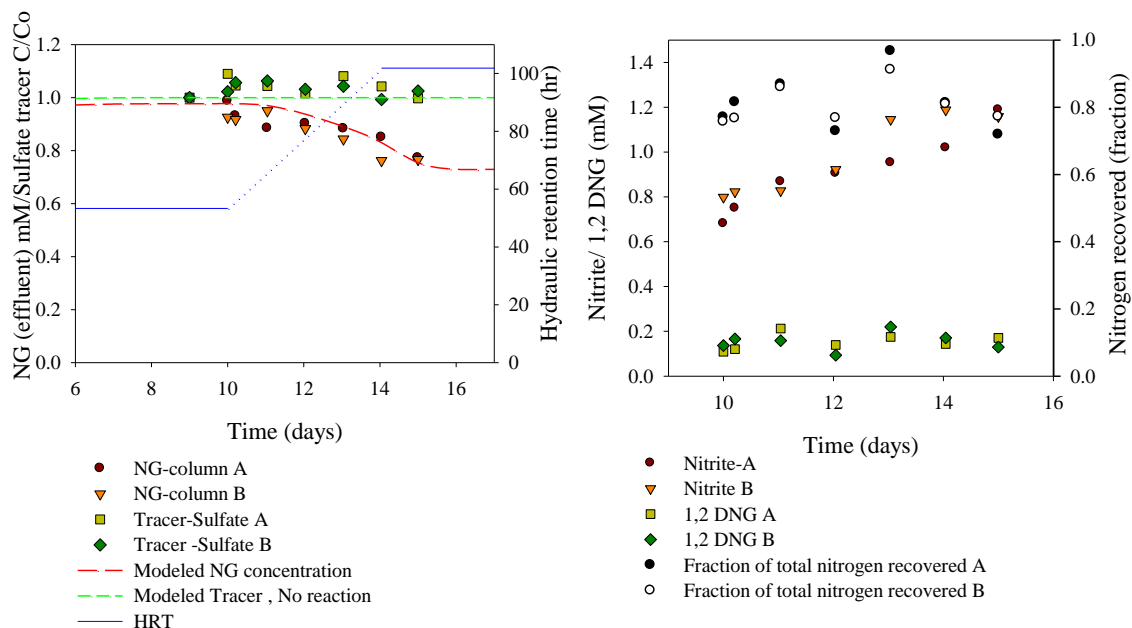 NG (effluent) mM/Sulfate tracer C/Co
1.2
1.0
0.8
0.6
0.4
0.2
0.0
6
8
10
12
14
16
Time (days)
100
80
60
40
20
0
Hydraulic retention time (hr)
NG-column A
NG-column B
Tracer-Sulfate A
Tracer -Sulfate B
Modeled NG concentration
Modeled Tracer , No reaction
HRT
Nitrite/ 1,2 DNG (mM)
1.4
1.2
1.0
0.8
0.6
0.4
0.2
0.0
10
12
14
16
Time (days)
1.0
0.8
0.6
0.4
0.2
0.0
Nitrogen recovered (fraction
Nitrite-A
Nitrite B
1,2 DNG A
1,2 DNG B
Fraction of total nitrogen recovered A
Fraction of total nitrogen recovered B